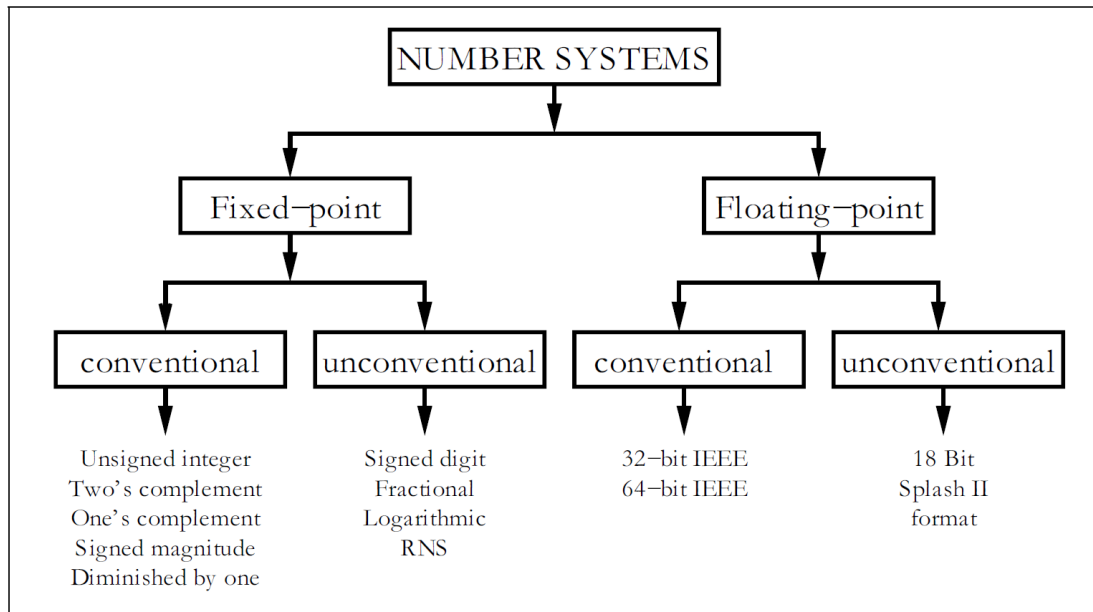 NUMBER SYSTEMS
Fixed−point
Floating−point
conventional
unconventional
conventional
unconventional
Unsigned integer
Two’s complement
One’s complement
Signed magnitude
Diminished by one
Signed digit
Fractional
Logarithmic
RNS
32−bit IEEE
64−bit IEEE
18 Bit
Splash II
format